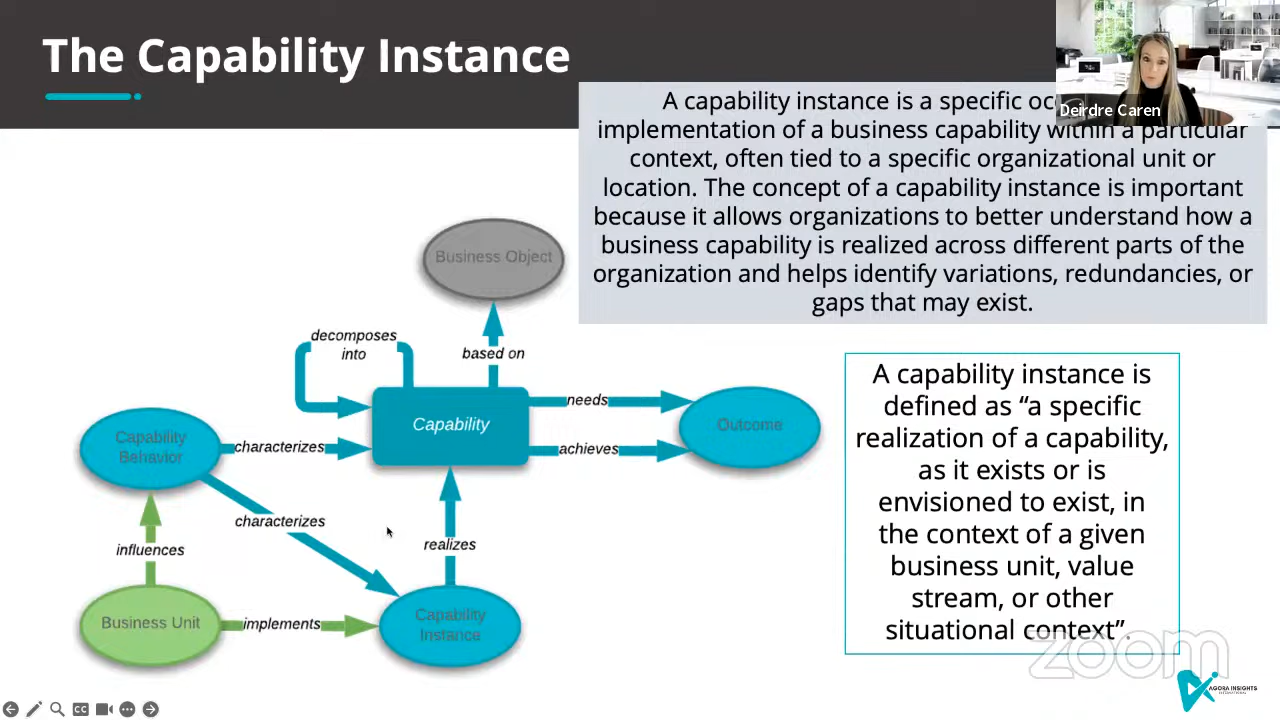 The Capability Instance
Deirdre Caren
A capability instance is a specific
implementation of a business capability within a particular
context, often tied to a specific organizational unit or
location. The concept of a capability instance is important
because it allows organizations to better understand how a
business capability is realized across different parts of the
organization and helps identify variations, redundancies, or
gaps that may exist.
Business Object
decomposes
into
based on
Capability
needs
achieves
Outcome
Capability
Behavior
characterizes
characterizes
realizes
influences
Business Unit
implements
Capability
Instance
A capability instance is
defined as “a specific
realization of a capability,
as it exists or is
envisioned to exist, in
the context of a given
business unit, value
stream, or other
situational context”.
zoom
CC
AGORA INSIGHTS
INTERNATIONAL